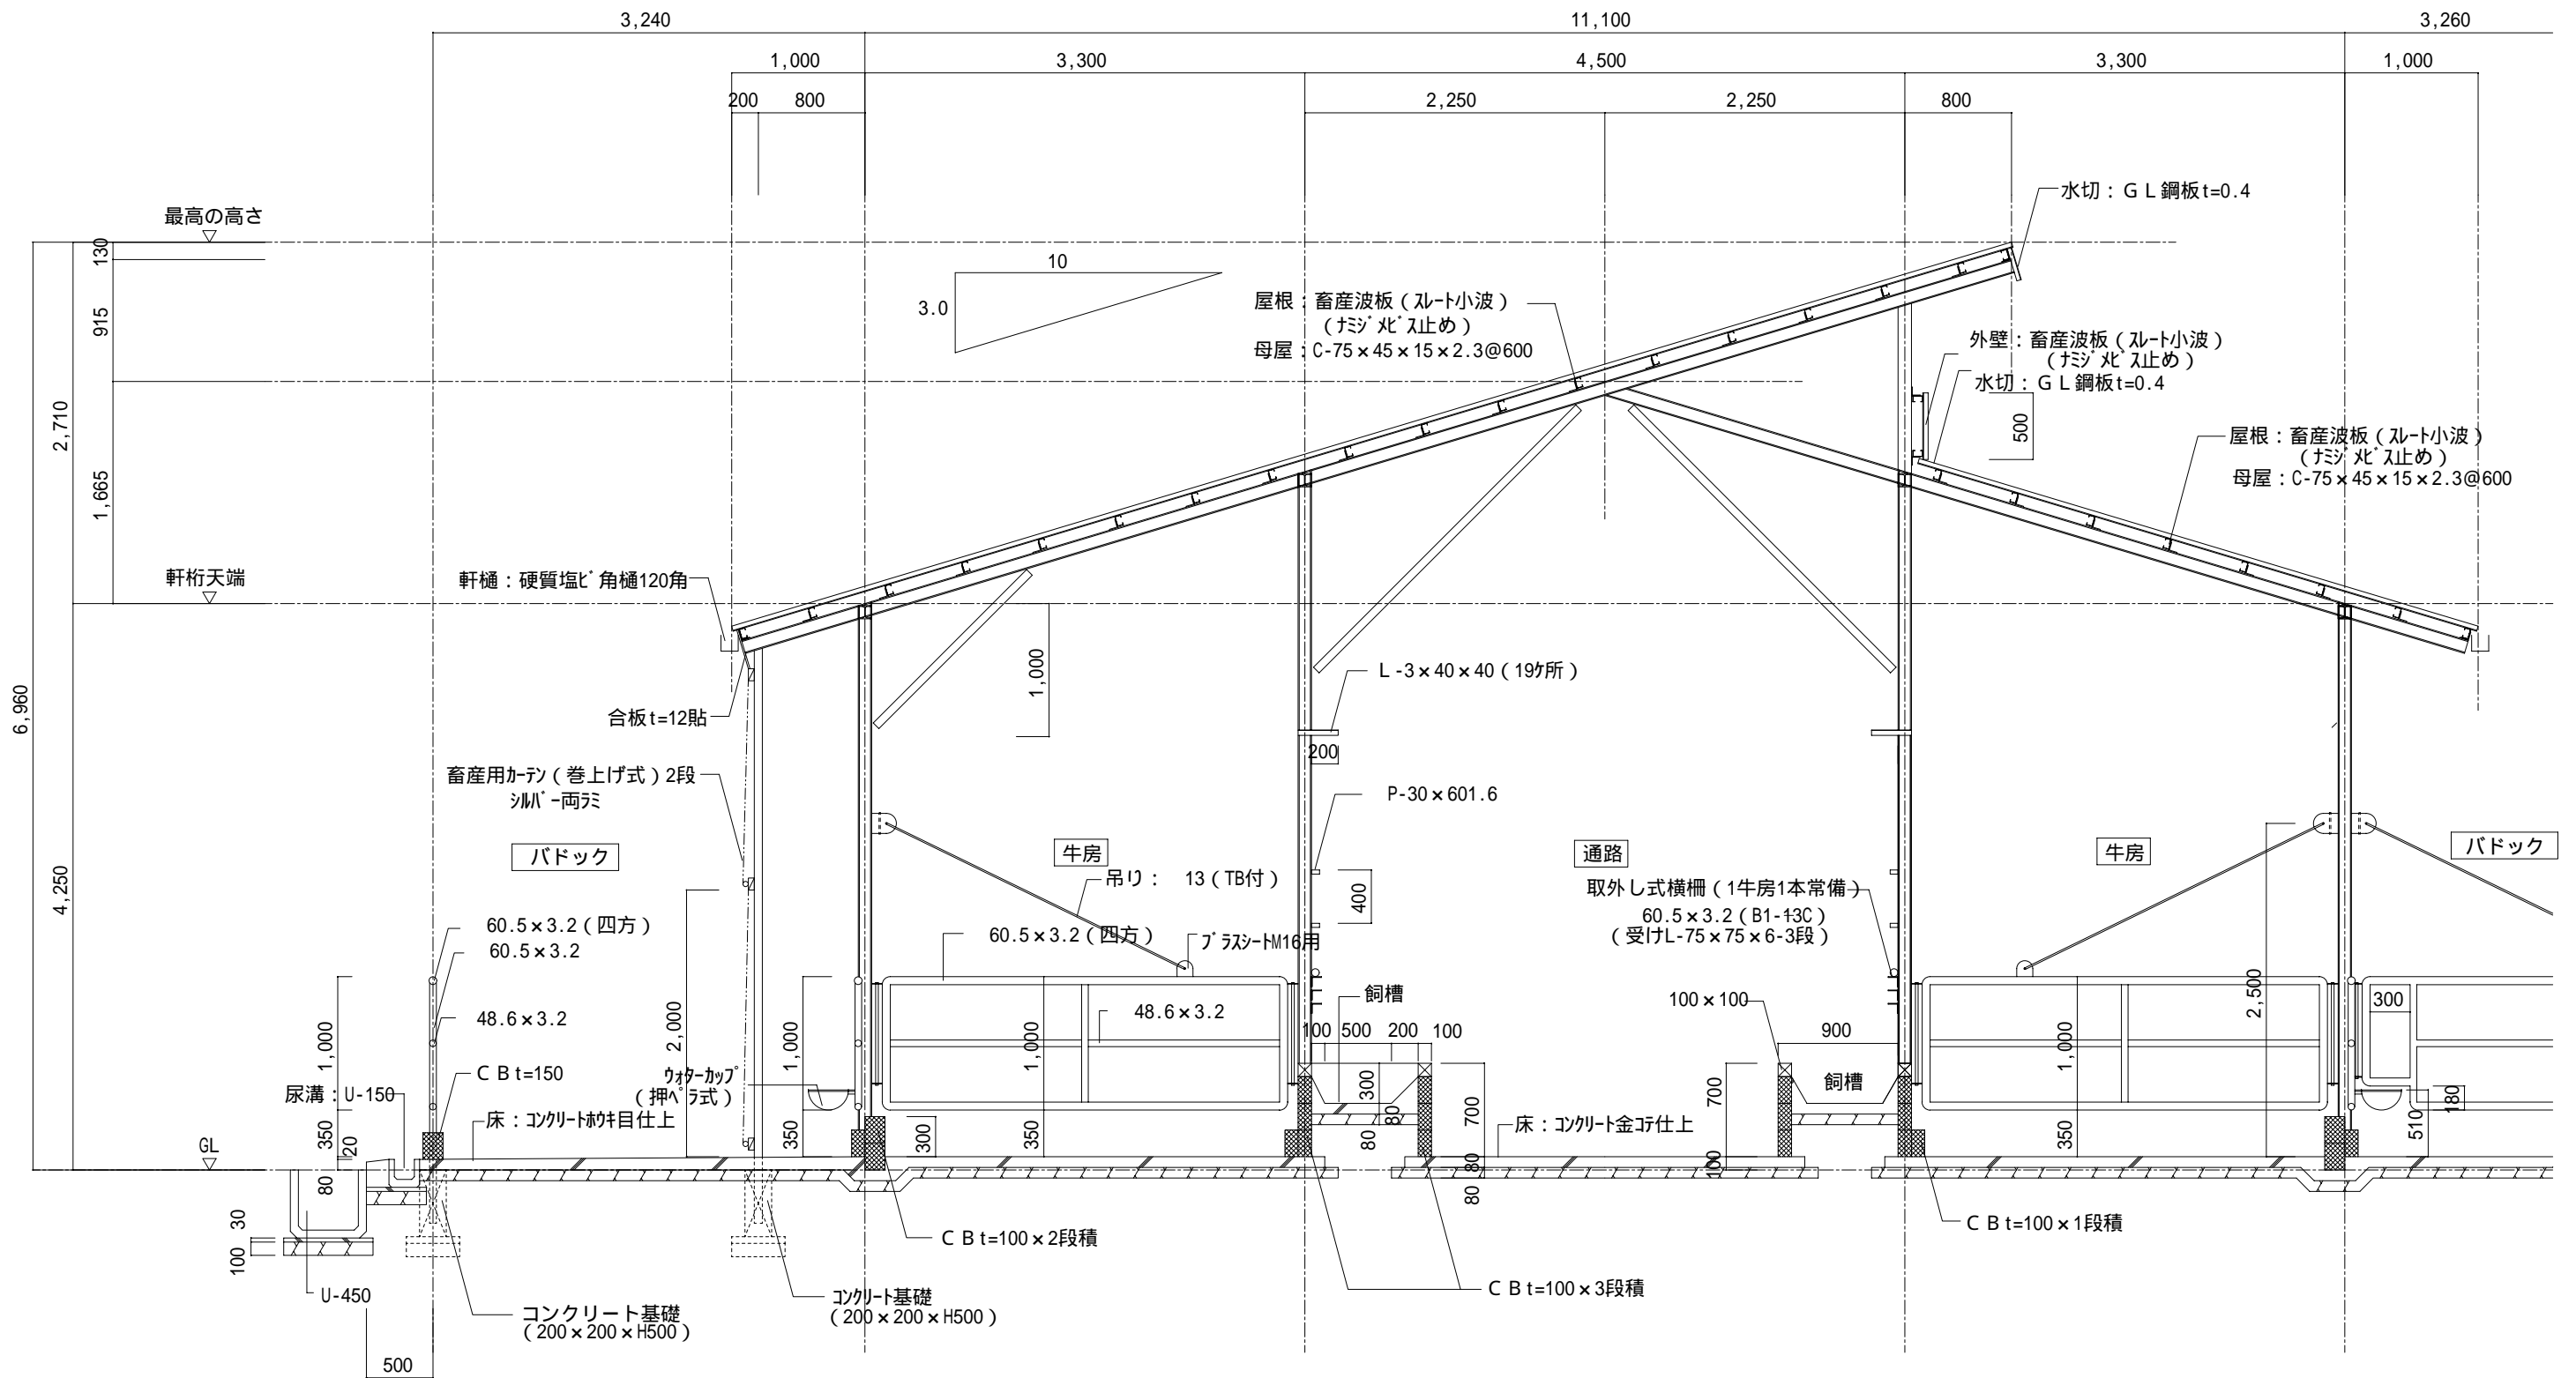 3,240
11,100
3,260
1,000
3,300
4,500
3,300
1,000
200
800
2,250
2,250
800
水切：ＧＬ鋼板t=0.4
最高の高さ
130
10
3.0
915
屋根：畜産波板（ｽﾚｰﾄ小波）
（ﾅﾐｼﾞﾒﾋﾞｽ止め）
母屋：C-75×45×15×2.3@600
外壁：畜産波板（ｽﾚｰﾄ小波）
（ﾅﾐｼﾞﾒﾋﾞｽ止め）
水切：ＧＬ鋼板t=0.4
2,710
500
屋根：畜産波板（ｽﾚｰﾄ小波）
（ﾅﾐｼﾞﾒﾋﾞｽ止め）
母屋：C-75×45×15×2.3@600
1,665
軒桁天端
軒樋：硬質塩ﾋﾞ角樋120角
6,960
1,000
Ｌ-3×40×40（19ｹ所）
合板t=12貼
200
畜産用ｶｰﾃﾝ（巻上げ式）2段
ｼﾙﾊﾞｰ両ﾗﾐ
P-30×601.6
バドック
牛房
通路
牛房
バドック
4,250
吊り： 13（TB付）
400
取外し式横柵（1牛房1本常備）
60.5×3.2（B1-13C）
（受けL-75×75×6-3段）
60.5×3.2（四方）
60.5×3.2
60.5×3.2（四方）
ﾌﾞﾗｽｼｰﾄM16用
2,500
飼槽
100×100
300
48.6×3.2
48.6×3.2
1,000
2,000
1,000
1,000
100
500
200
100
900
1,000
ＣＢt=150
尿溝：U-150
ｳｫﾀｰｶｯﾌﾟ
（押ﾍﾞﾗ式）
300
80
700
700
飼槽
180
床：ｺﾝｸﾘｰﾄﾎｳｷ目仕上
床：ｺﾝｸﾘｰﾄ金ｺﾃ仕上
GL
350
20
350
300
350
80
350
510
80
80
100
80
30
100
ＣＢt=100×2段積
ＣＢt=100×1段積
U-450
コンクリート基礎
（200×200×H500）
ｺﾝｸﾘｰﾄ基礎
（200×200×H500）
ＣＢt=100×3段積
500